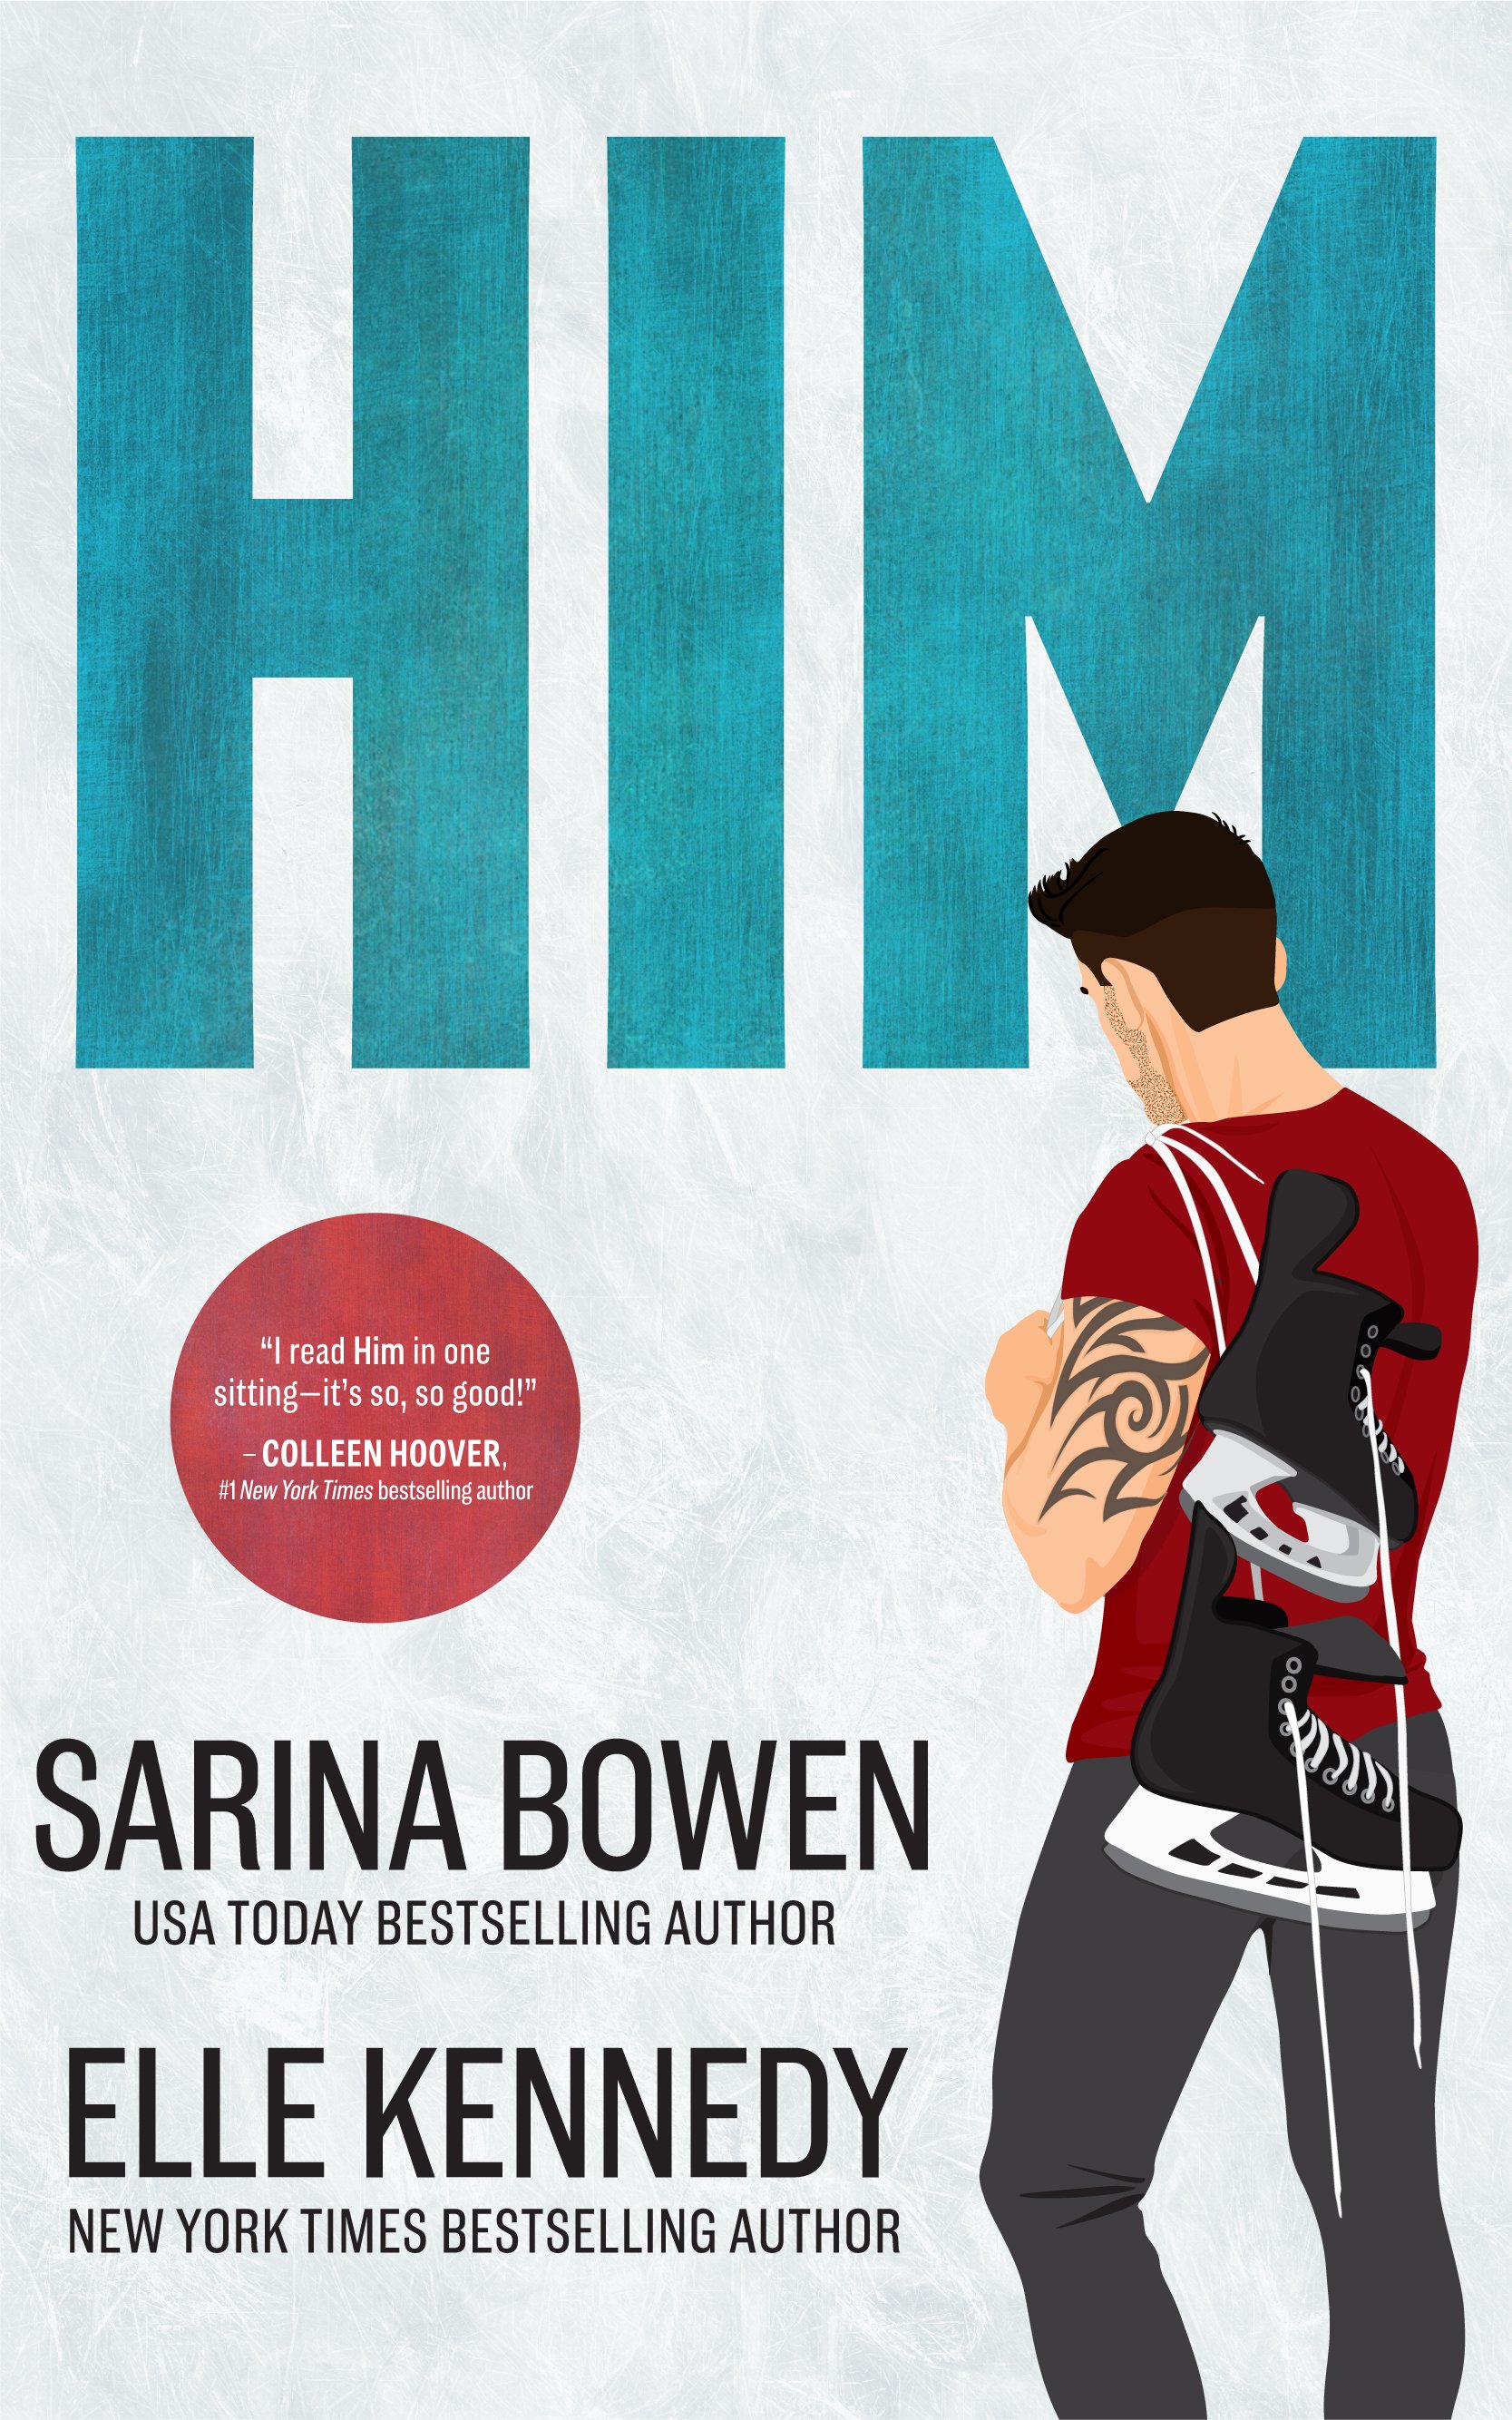 HIM
“I read Him in one
sitting—it’s so, so good!”
– COLLEEN HOOVER,
#1 New York Times bestselling author
SARINA BOWEN
USA TODAY BESTSELLING AUTHOR
ELLE KENNEDY
NEW YORK TIMES BESTSELLING AUTHOR